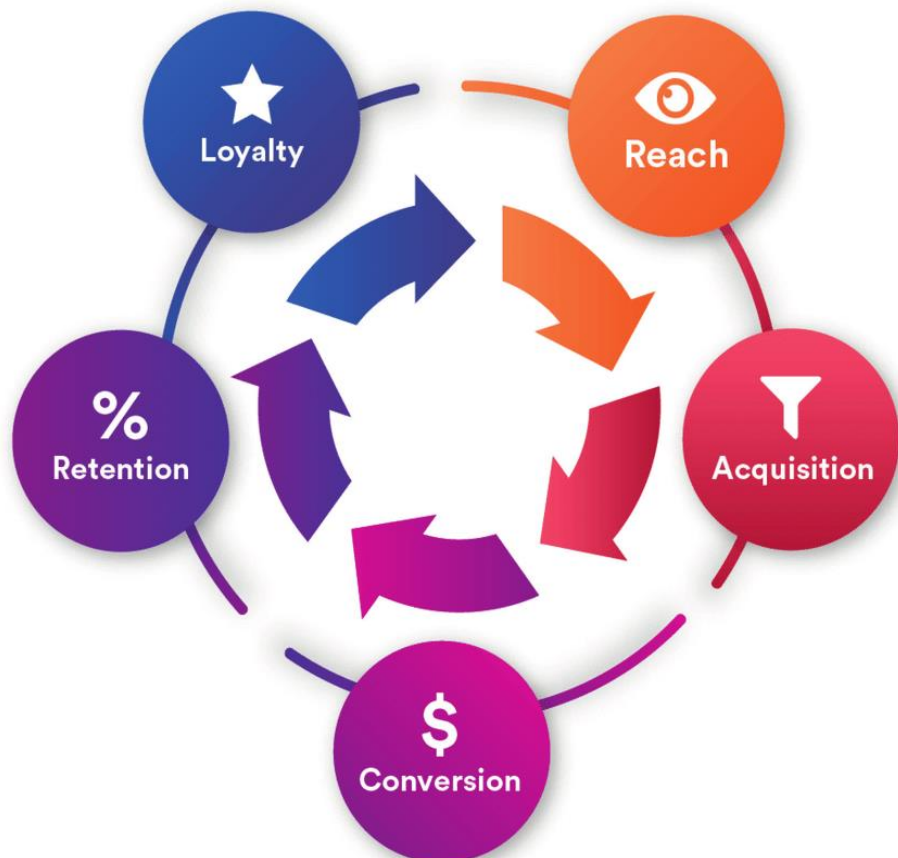 Loyalty
Reach
%
Retention
Acquisition
$
Conversion